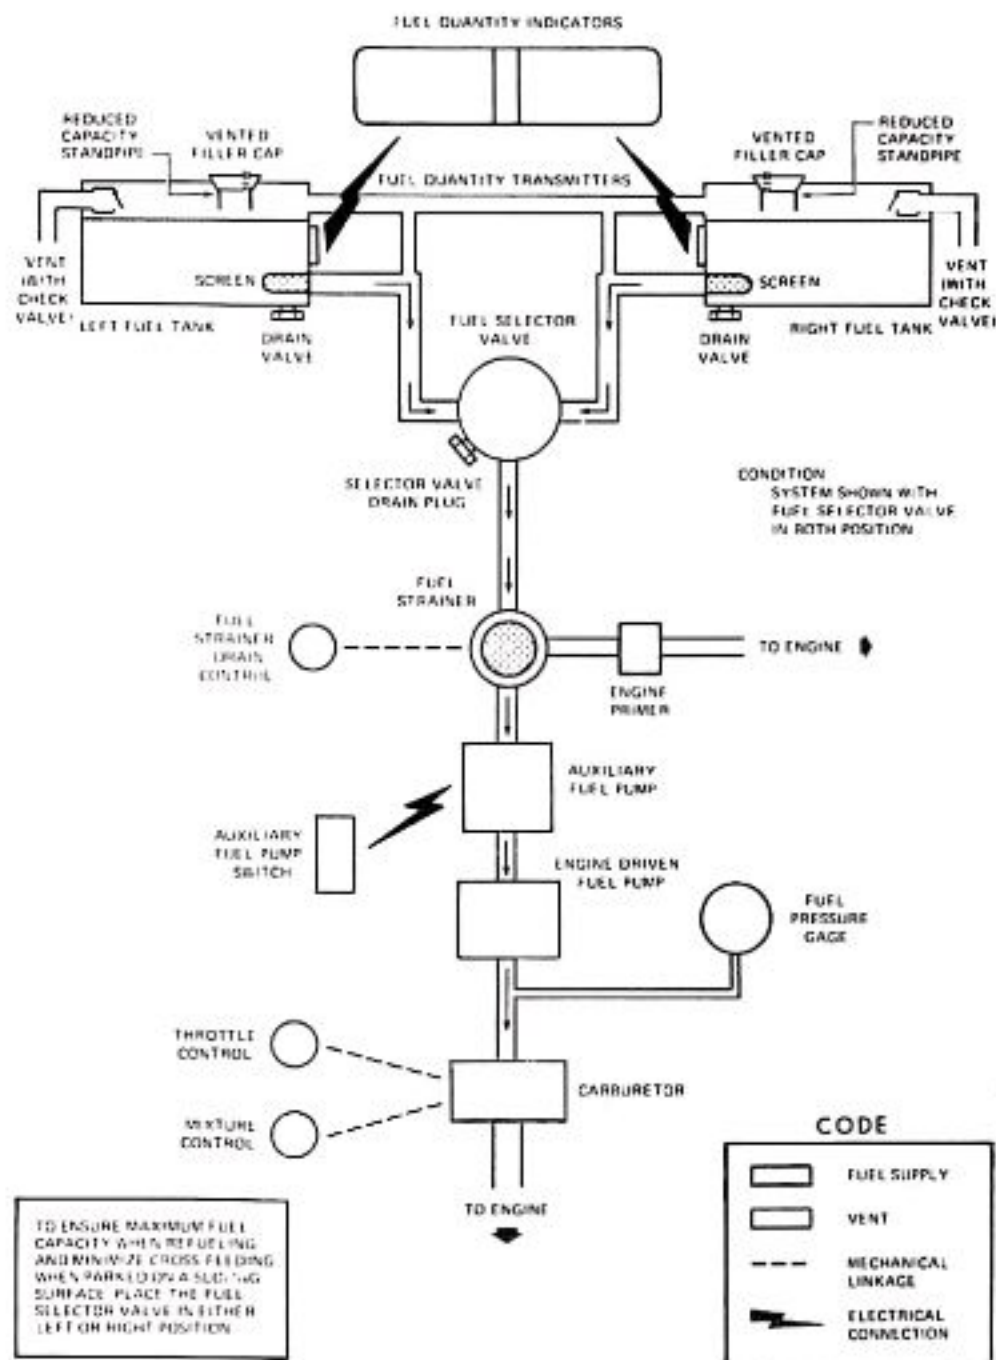 FUEL QUANTITY INDICATORS
REDUCED
CAPACITY
STANDPIPE
VENTED
FILLER CAP
VENTED
FILLER CAP
REDUCED
CAPACITY
STANDPIPE
FUEL QUANTITY TRANSMITTERS
VENT
(WITH
CHECK
VALVE)
SCREEN
SCREEN
VENT
(WITH
CHECK
VALVE)
LEFT FUEL TANK
DRAIN
VALVE
FUEL SELECTOR
VALVE
DRAIN
VALVE
RIGHT FUEL TANK
SELECTOR VALVE
DRAIN PLUG
CONDITION
SYSTEM SHOWN WITH
FUEL SELECTOR VALVE
IN BOTH POSITION
FUEL
STRAINER
FUEL
STRAINER
DRAIN
CONTROL
TO ENGINE
ENGINE
PRIMER
AUXILIARY
FUEL PUMP
AUXILIARY
FUEL PUMP
SWITCH
ENGINE DRIVEN
FUEL PUMP
FUEL
PRESSURE
GAGE
THROTTLE
CONTROL
CARBURETOR
MIXTURE
CONTROL
TO ENGINE
CODE
FUEL SUPPLY
VENT
MECHANICAL
LINKAGE
ELECTRICAL
CONNECTION
TO ENSURE MAXIMUM FUEL
CAPACITY WHEN REFUELING
AND MINIMIZE CROSS FEEDING
WHEN PARKED ON A SLOPING
SURFACE PLACE THE FUEL
SELECTOR VALVE IN EITHER
LEFT OR RIGHT POSITION